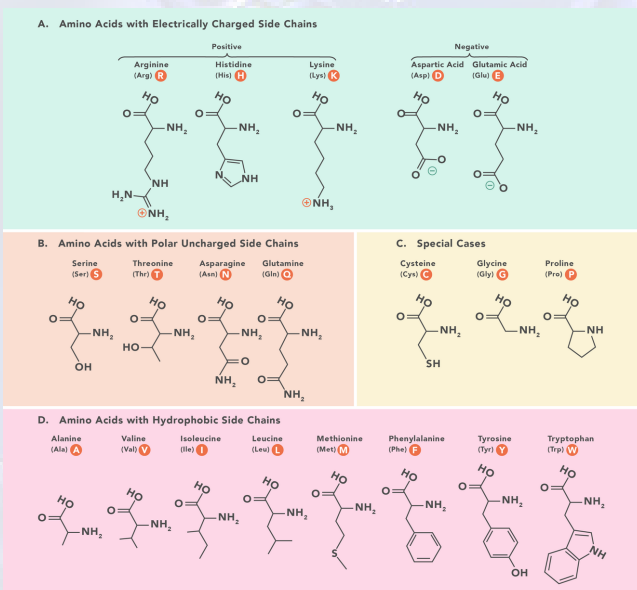 A. Amino Acids with Electrically Charged Side Chains
Positive
Negative
Arginine
(Arg) R
Histidine
(His) H
Lysine
(Lys) K
Aspartic Acid
(Asp) D
Glutamic Acid
(Glu) E
HO
O
NH2
NH
H2N
NH2
⊕
HO
O
NH2
N
NH
HO
O
NH2
⊕NH3
HO
O
NH2
O
O
⊖
HO
O
NH2
O
O
⊖
B. Amino Acids with Polar Uncharged Side Chains
Serine
(Ser) S
Threonine
(Thr) T
Asparagine
(Asn) N
Glutamine
(Gln) Q
HO
O
NH2
OH
HO
O
NH2
HO
HO
O
NH2
O
NH2
HO
O
NH2
O
NH2
C. Special Cases
Cysteine
(Cys) C
Glycine
(Gly) G
Proline
(Pro) P
HO
O
NH2
SH
HO
O
NH2
HO
O
NH
D. Amino Acids with Hydrophobic Side Chains
Alanine
(Ala) A
Valine
(Val) V
Isoleucine
(Ile) I
Leucine
(Leu) L
Methionine
(Met) M
Phenylalanine
(Phe) F
Tyrosine
(Tyr) Y
Tryptophan
(Trp) W
HO
O
NH2
HO
O
NH2
HO
O
NH2
HO
O
NH2
HO
O
NH2
S
HO
O
NH2
HO
O
NH2
OH
HO
O
NH2
NH